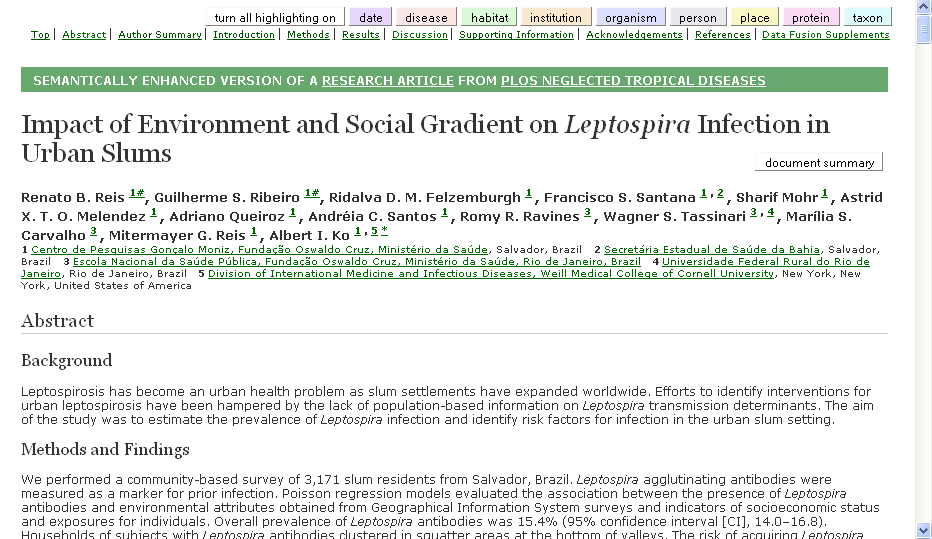 turn all highlighting on date disease habitat institution organism person place protein taxon
Top | Abstract | Author Summary | Introduction | Methods | Results | Discussion | Supporting Information | Acknowledgements | References | Data Fusion Supplements
SEMANTICALLY ENHANCED VERSION OF A RESEARCH ARTICLE FROM PLOS NEGLECTED TROPICAL DISEASES
Impact of Environment and Social Gradient on Leptospira Infection in
Urban Slums
document summary
Renato B. Reis 1#, Guilherme S. Ribeiro 1#, Ridalva D. M. Felzemburgh 1, Francisco S. Santana 1, 2, Sharif Mohr 1, Astrid
X. T. O. Melendez 1, Adriano Queiroz 1, Andréia C. Santos 1, Romy R. Ravines 3, Wagner S. Tassinari 3, 4, Marília S.
Carvalho 3, Mitermayer G. Reis 1, Albert I. Ko 1, 5 *
1 Centro de Pesquisas Gonçalo Moniz, Fundação Oswaldo Cruz, Ministério da Saúde, Salvador, Brazil 2 Secretária Estadual de Saúde da Bahia, Salvador,
Brazil 3 Escola Nacional da Saúde Pública, Fundação Oswaldo Cruz, Ministério da Saúde, Rio de Janeiro, Brazil 4 Universidade Federal Rural do Rio de
Janeiro, Rio de Janeiro, Brazil 5 Division of International Medicine and Infectious Diseases, Weill Medical College of Cornell University, New York, New
York, United States of America
Abstract
Background
Leptospirosis has become an urban health problem as slum settlements have expanded worldwide. Efforts to identify interventions for
urban leptospirosis have been hampered by the lack of population-based information on Leptospira transmission determinants. The aim
of the study was to estimate the prevalence of Leptospira infection and identify risk factors for infection in the urban slum setting.
Methods and Findings
We performed a community-based survey of 3,171 slum residents from Salvador, Brazil. Leptospira agglutinating antibodies were
measured as a marker for prior infection. Poisson regression models evaluated the association between the presence of Leptospira
antibodies and environmental attributes obtained from Geographical Information System surveys and indicators of socioeconomic status
and exposures for individuals. Overall prevalence of Leptospira antibodies was 15.4% (95% confidence interval [CI], 14.0–16.8).
Households of subjects with Leptospira antibodies clustered in squatter areas at the bottom of valleys. The risk of acquiring Leptospira